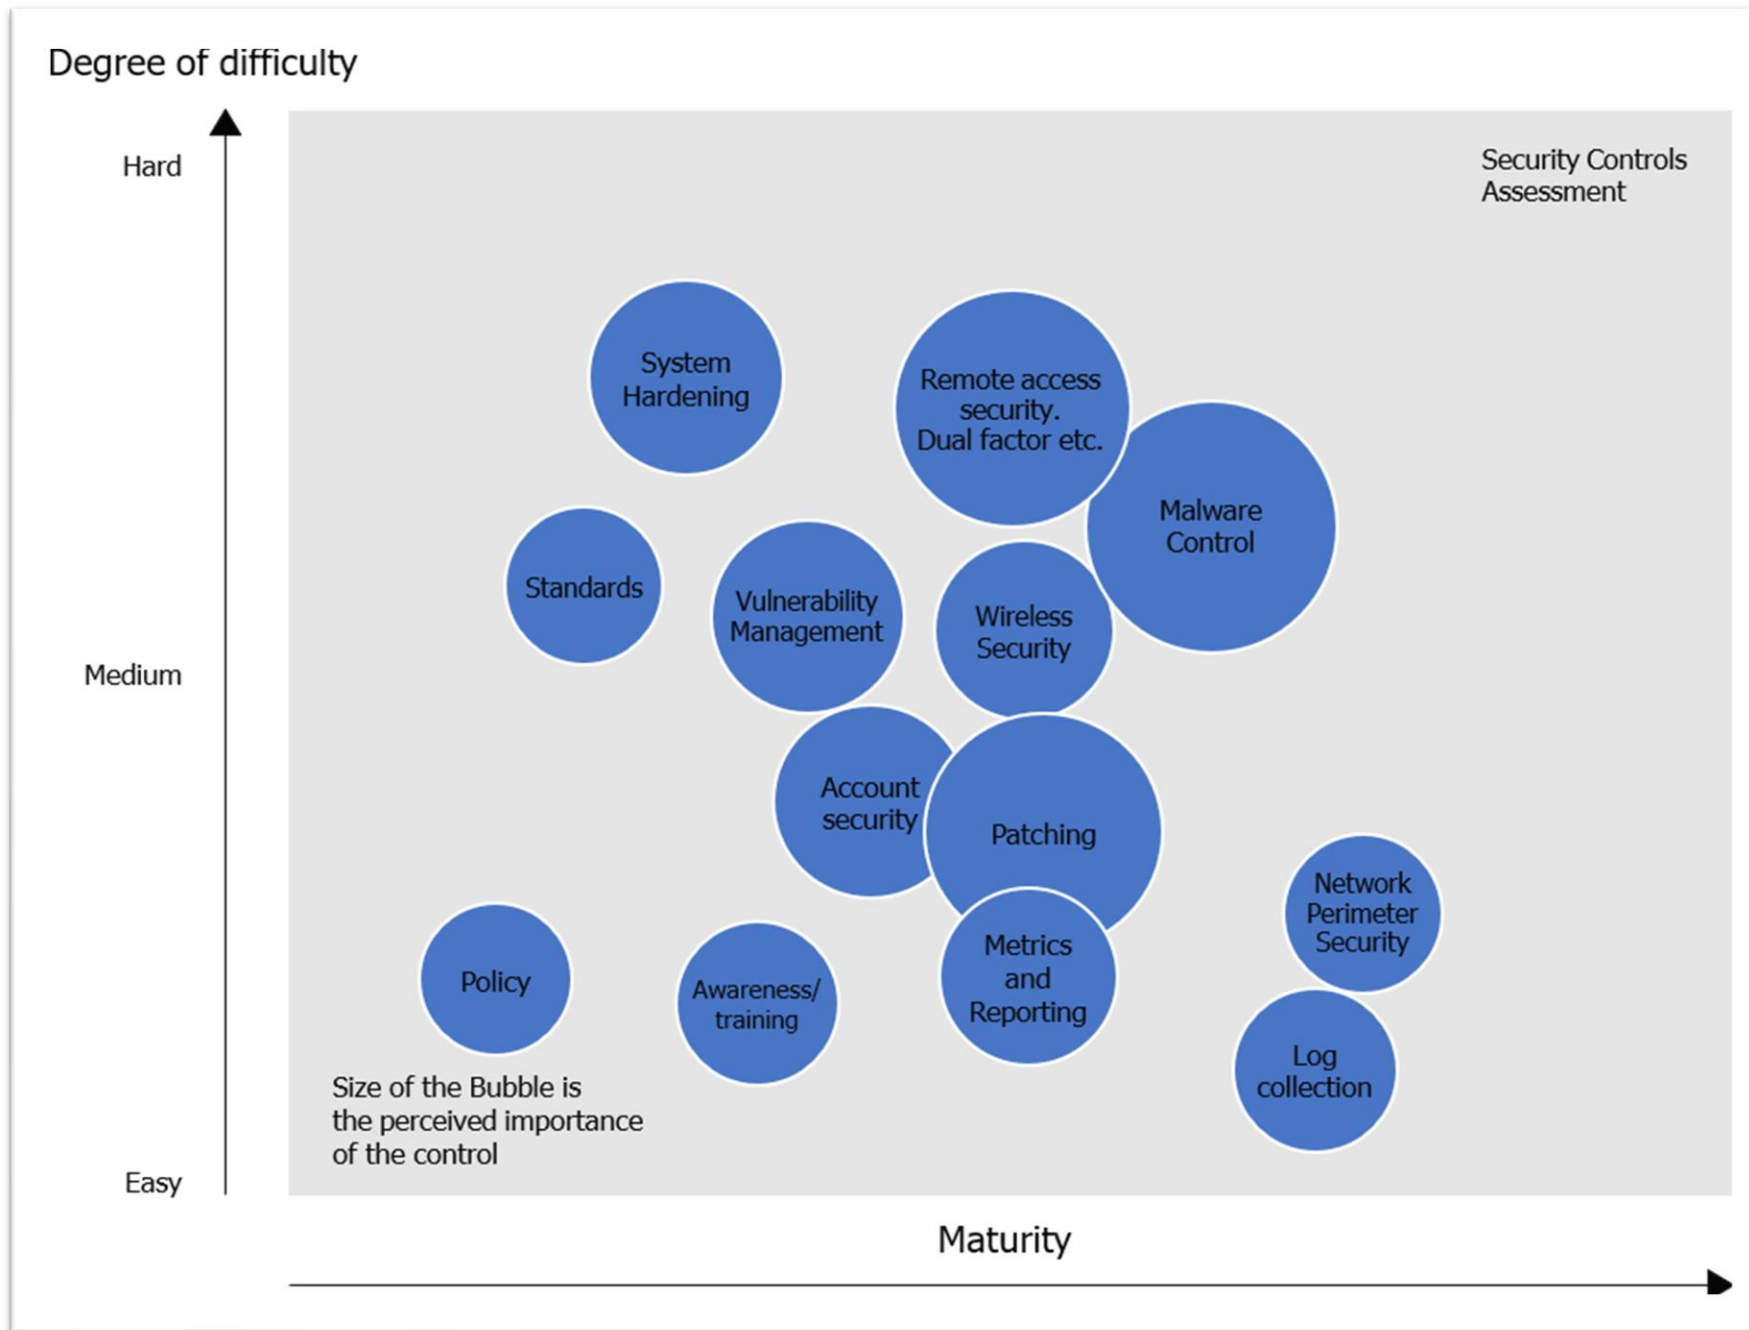 Degree of difficulty
Hard
Security Controls
Assessment
System
Hardening
Remote access
security.
Dual factor etc.
Malware
Control
Standards
Vulnerability
Management
Wireless
Security
Medium
Account
security
Patching
Network
Perimeter
Security
Policy
Awareness/
training
Metrics
and
Reporting
Log
collection
Size of the Bubble is
the perceived importance
of the control
Easy
Maturity